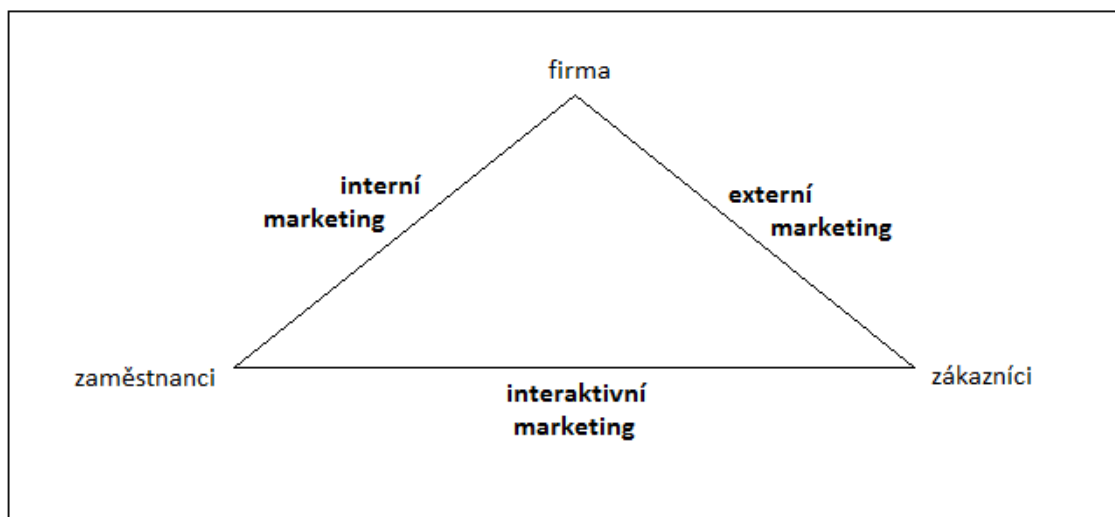 firma
interní
marketing
externí
marketing
zaměstnanci
zákazníci
interaktivní
marketing